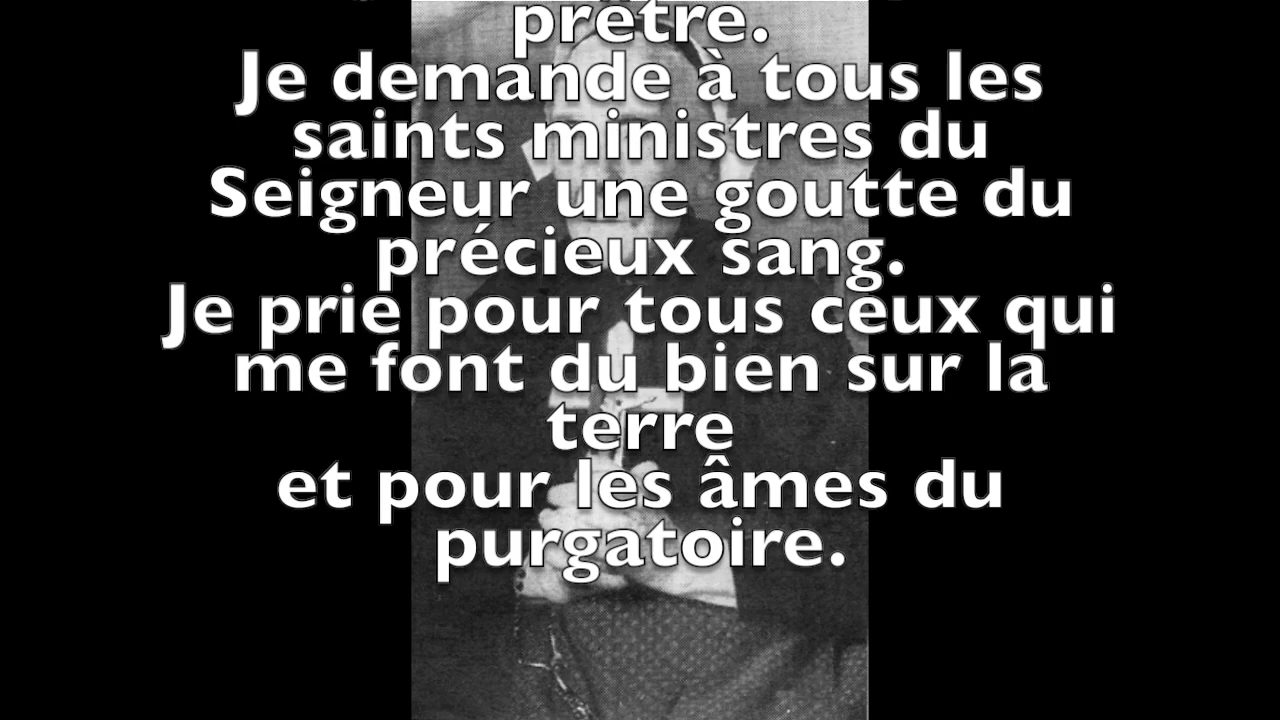 prêtre.
Je demande à tous les
saints ministres du
Seigneur une goutte du
précieux sang.
Je prie pour tous ceux qui
me font du bien sur la
terre
et pour les âmes du
purgatoire.